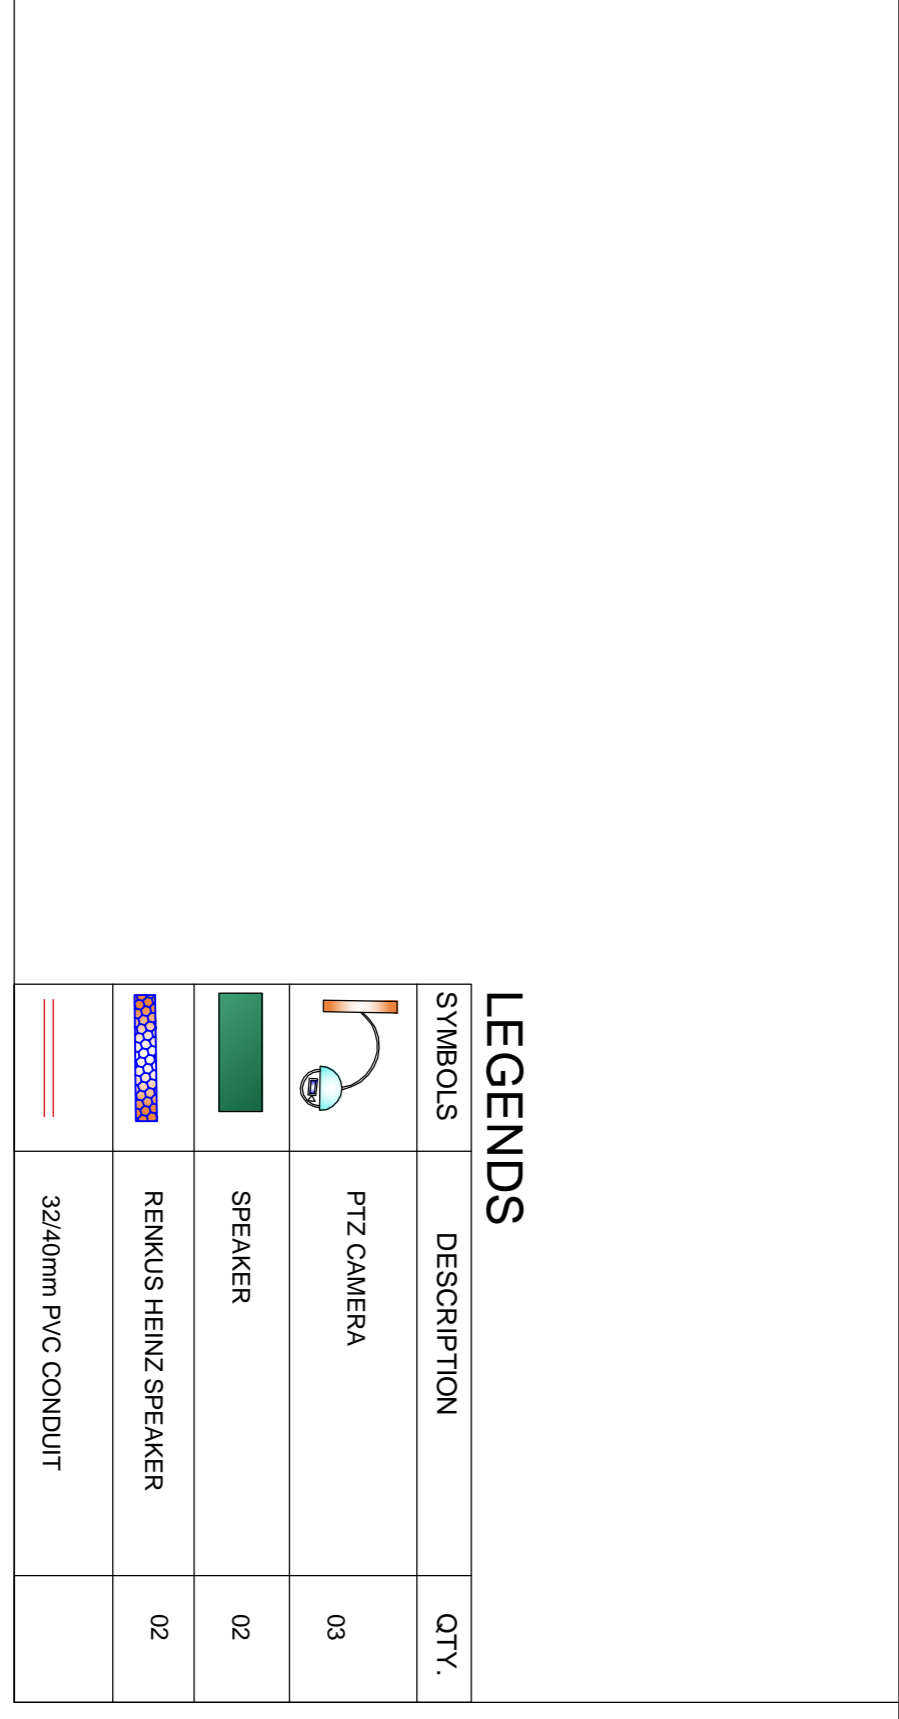 LEGENDS
SYMBOLS DESCRIPTION QTY.
PTZ CAMERA 03
SPEAKER 02
RENKUS HEINZ SPEAKER 02
32/40mm PVC CONDUIT